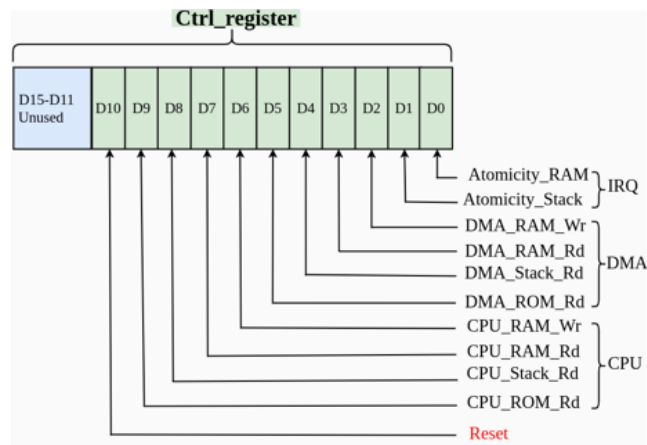 Ctrl_register
D15-D11
Unused
D10
D9
D8
D7
D6
D5
D4
D3
D2
D1
D0
Atomicity_RAM
Atomicity_Stack
IRQ
DMA_RAM_Wr
DMA_RAM_Rd
DMA_Stack_Rd
DMA_ROM_Rd
DMA
CPU_RAM_Wr
CPU_RAM_Rd
CPU_Stack_Rd
CPU_ROM_Rd
CPU
Reset